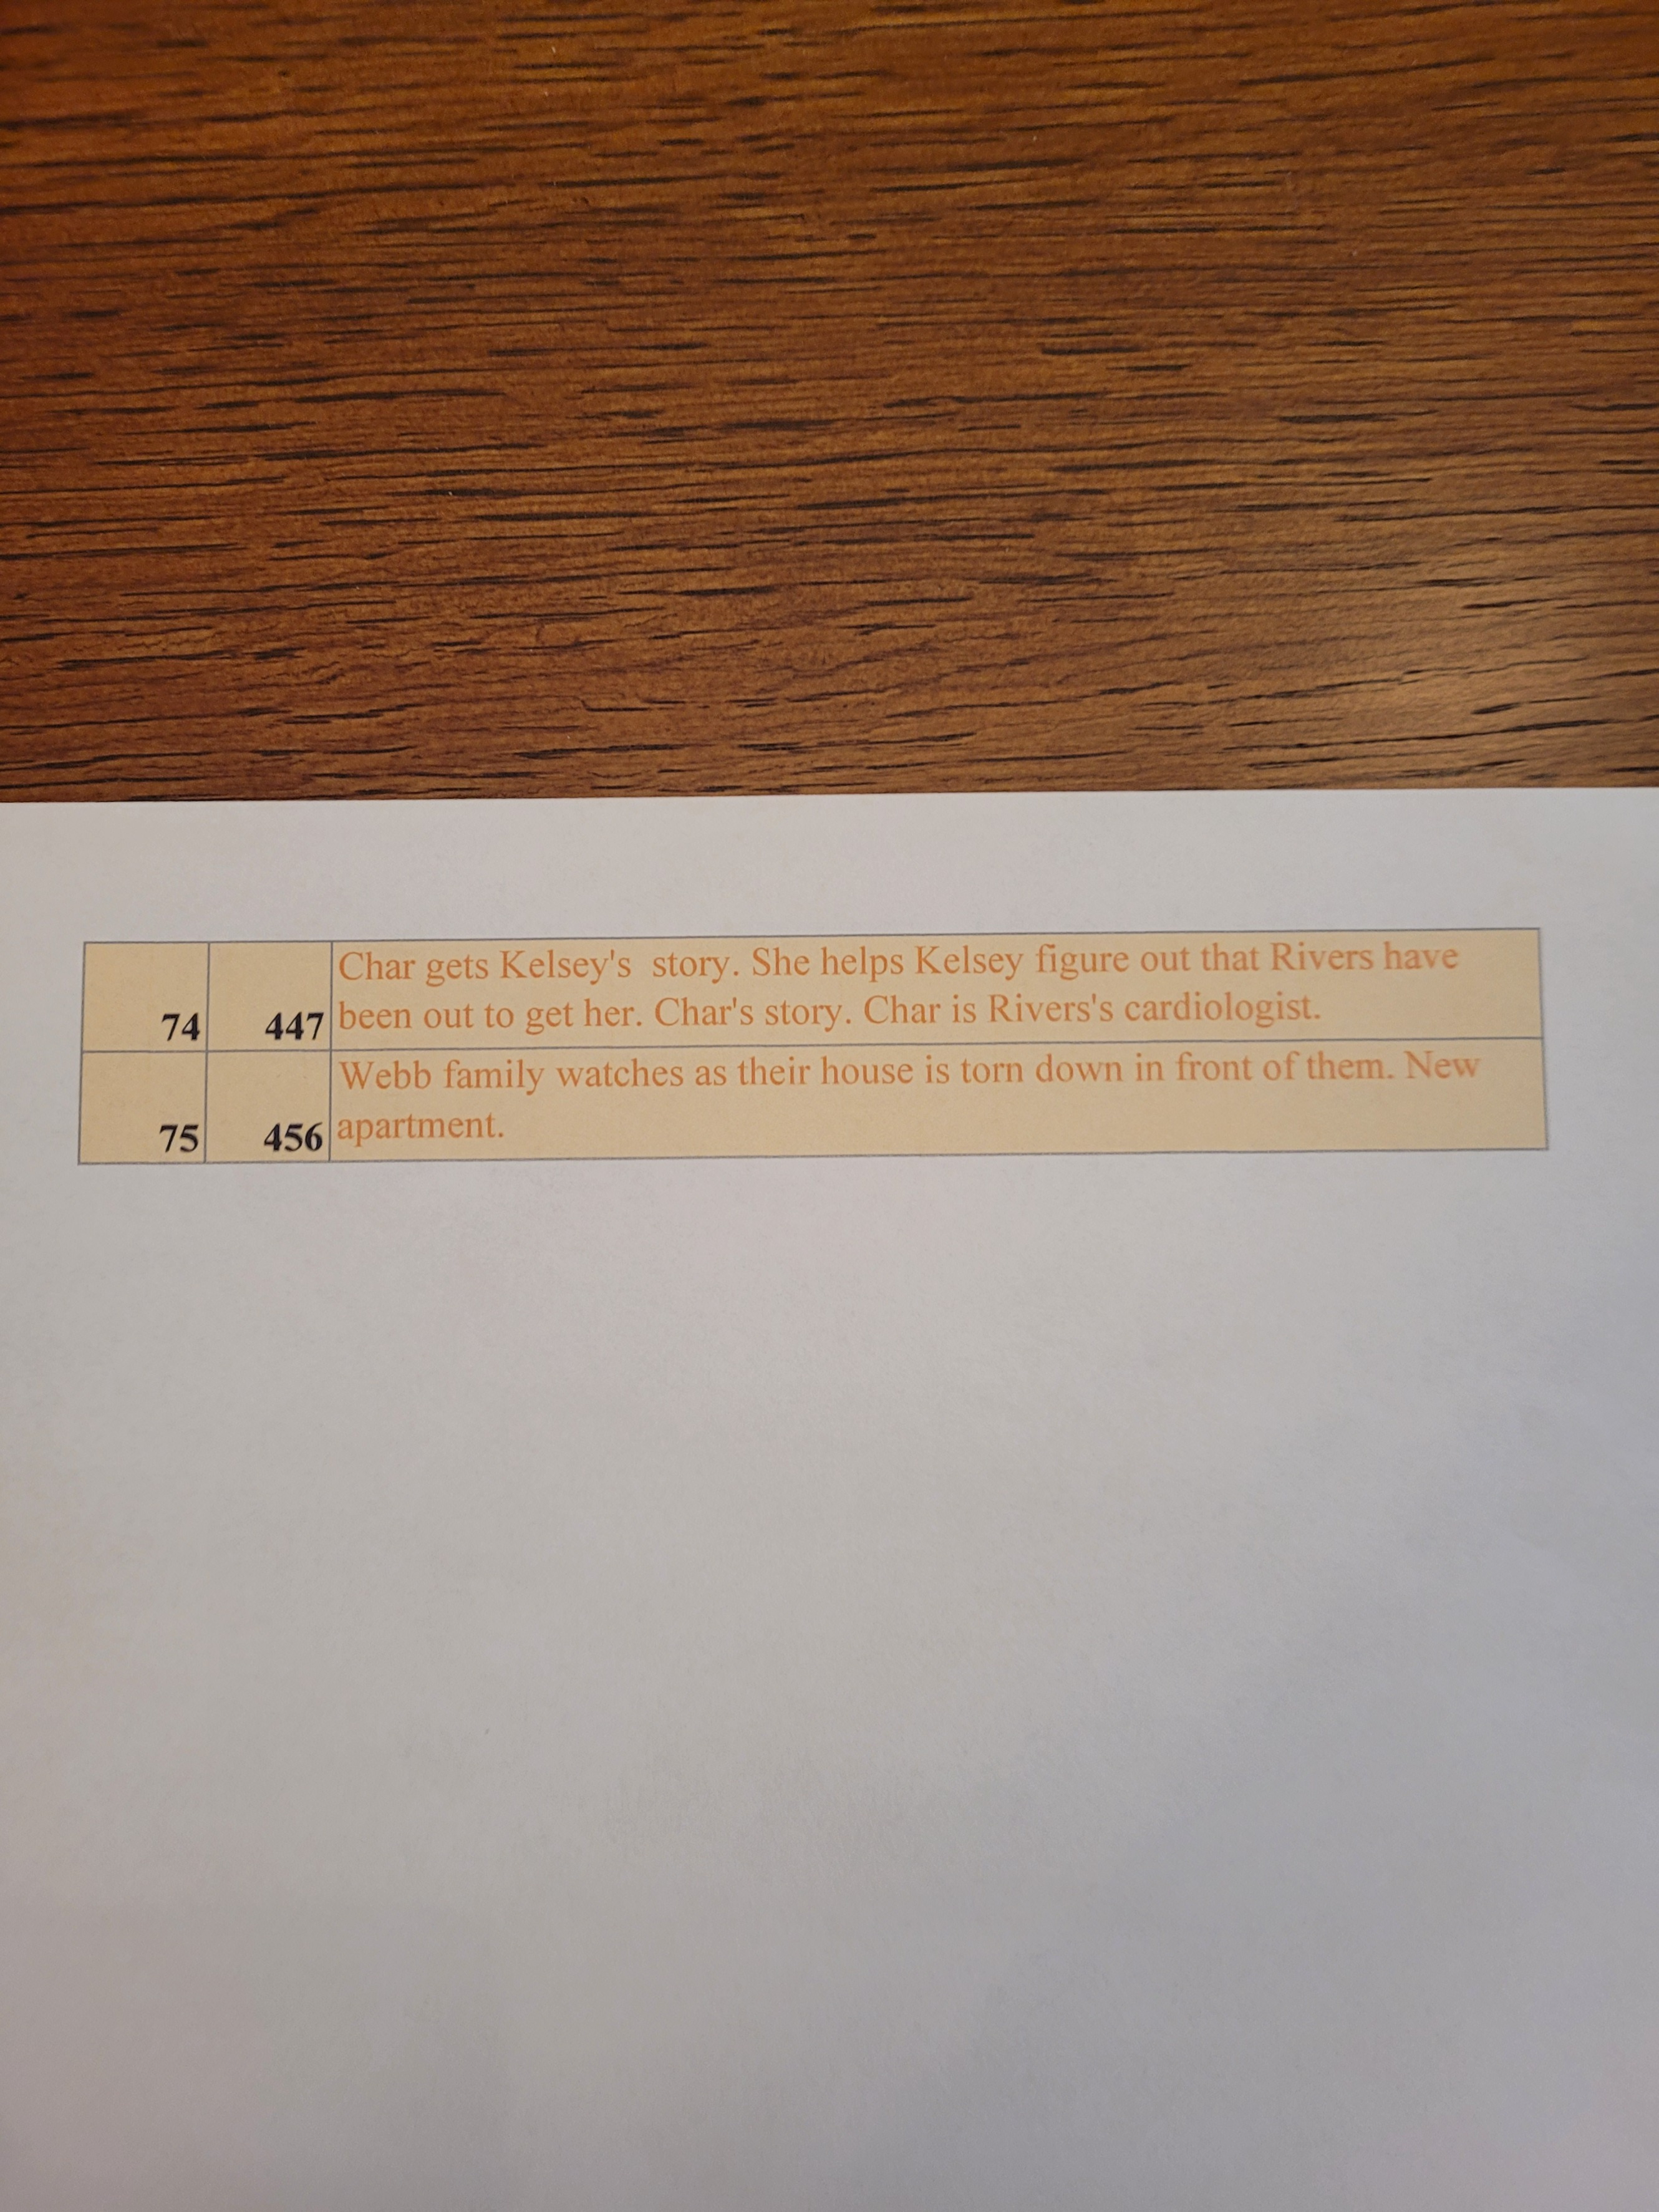 Char gets Kelsey's  story. She helps Kelsey figure out that Rivers have
74 447 been out to get her. Char's story. Char is Rivers's cardiologist.
Webb family watches as their house is torn down in front of them. New
75 456 apartment.